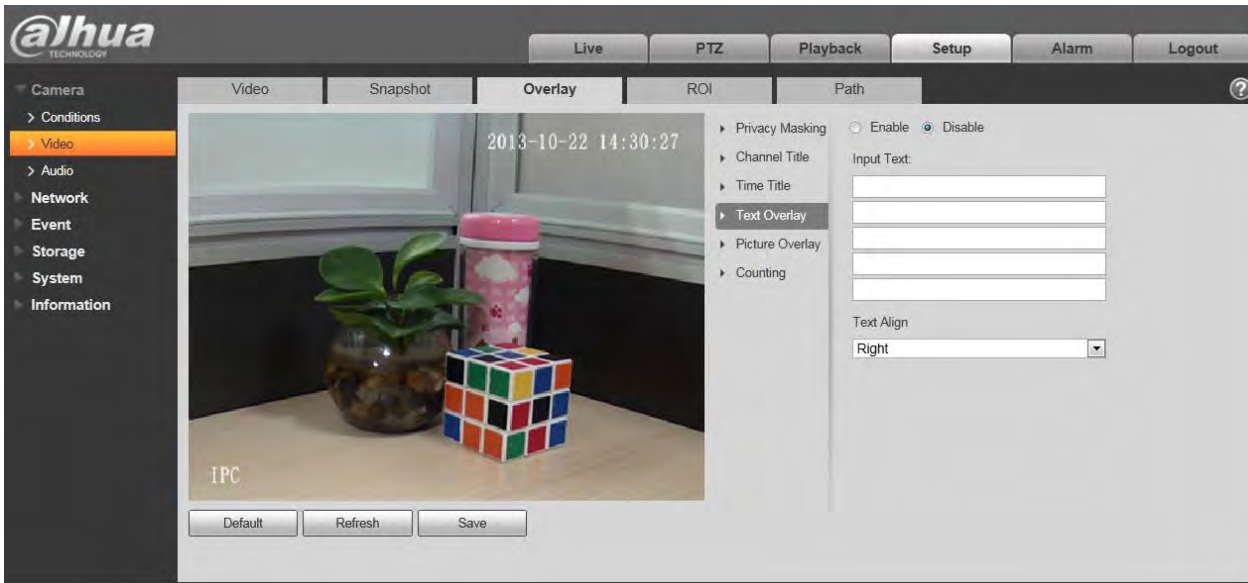 alhua
TECHNOLOGY
Live
PTZ
Playback
Setup
Alarm
Logout
Camera
Video
Snapshot
Overlay
ROI
Path
?
> Conditions
> Video
> Audio
Network
Event
Storage
System
Information
2013-10-22 14:30:27
IPC
Privacy Masking
Channel Title
Time Title
Text Overlay
Picture Overlay
Counting
Enable
Disable
Input Text:
Text Align
Right
Default
Refresh
Save